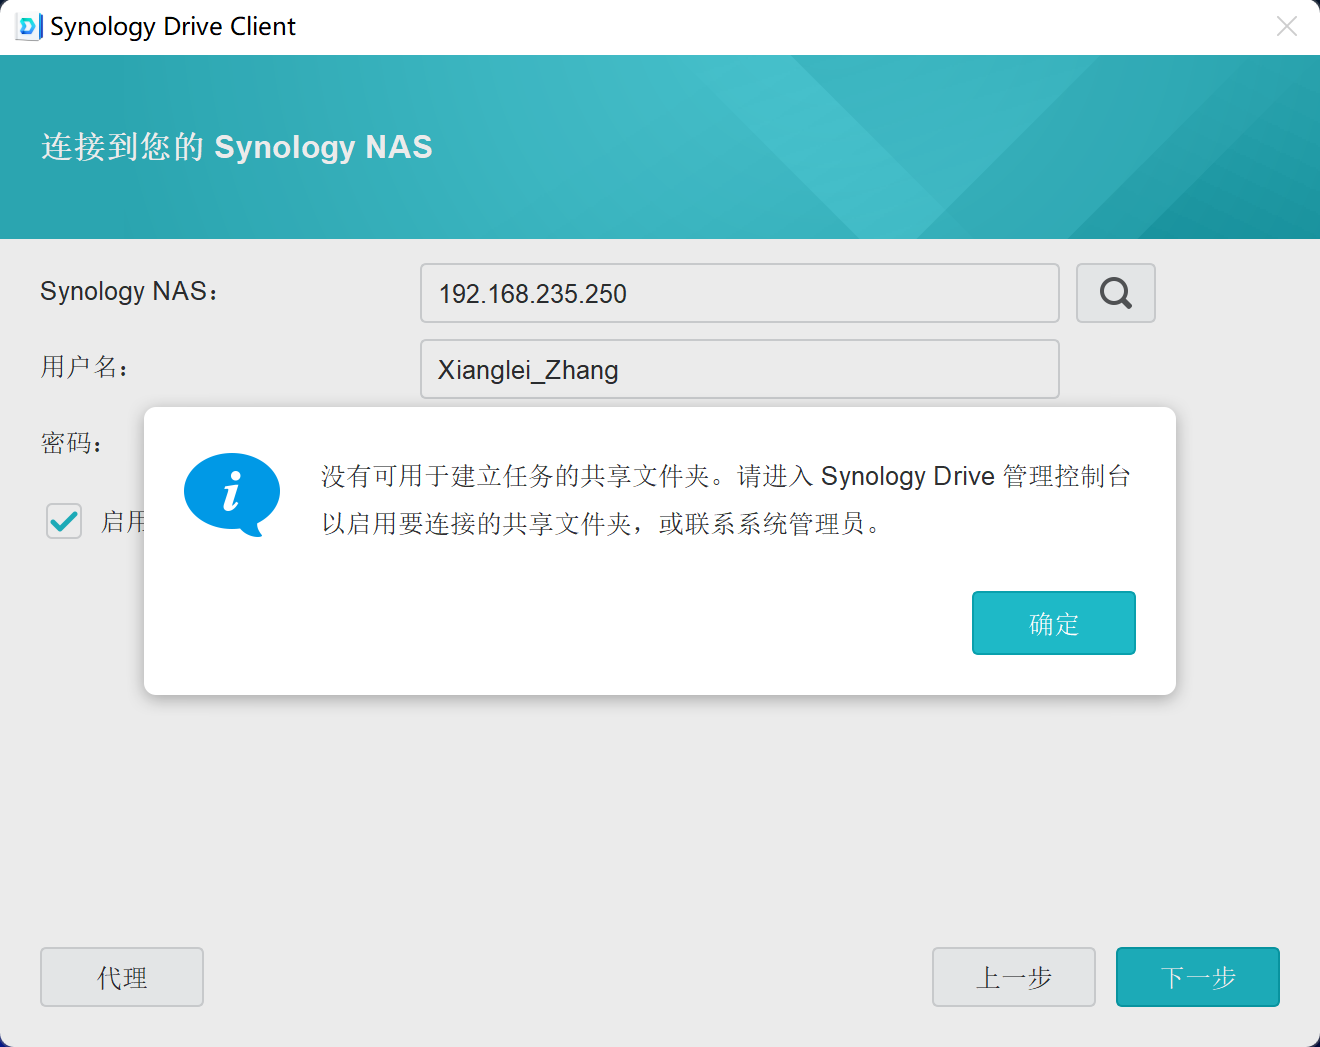 Synology Drive Client
连接到您的 Synology NAS
Synology NAS：
192.168.235.250
用户名：
Xianglei_Zhang
密码：
启用
没有可用于建立任务的共享文件夹。请进入 Synology Drive 管理控制台
以启用要连接的共享文件夹，或联系系统管理员。
确定
代理
上一步
下一步